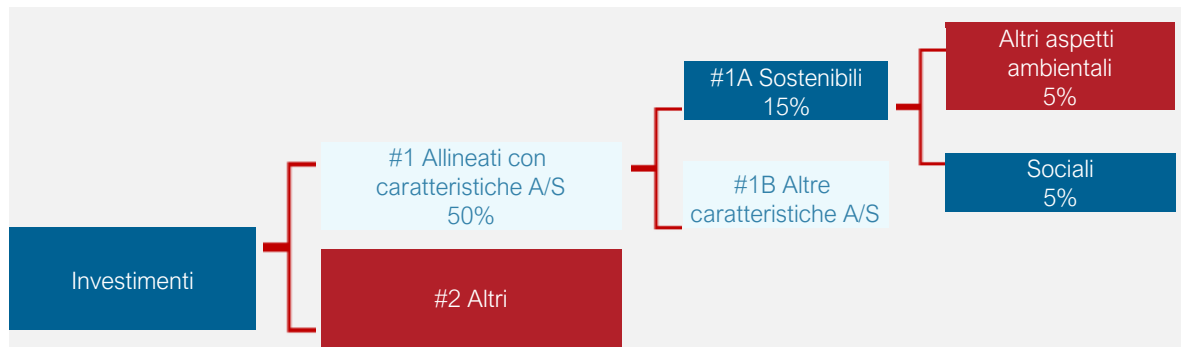 Investimenti
#1 Allineati con
caratteristiche A/S
50%
#2 Altri
#1A Sostenibili
15%
#1B Altre
caratteristiche A/S
Altri aspetti
ambientali
5%
Sociali
5%